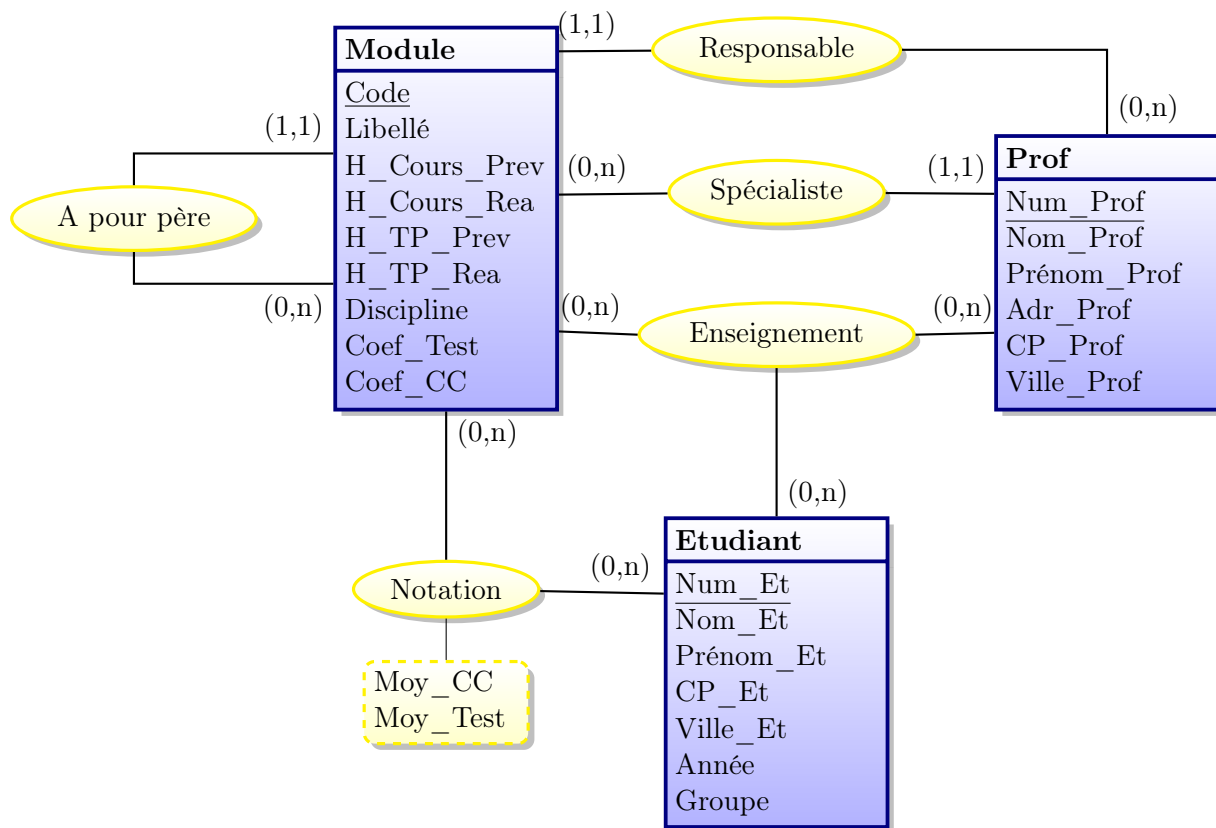 (1,1)
Responsable
Module
Code
Libellé
H_Cours_Prev
H_Cours_Rea
H_TP_Prev
H_TP_Rea
Discipline
Coef_Test
Coef_CC
(1,1)
A pour père
(0,n)
(0,n)
Spécialiste
(1,1)
(0,n)
Prof
Num_Prof
Nom_Prof
Prénom_Prof
Adr_Prof
CP_Prof
Ville_Prof
(0,n)
Enseignement
(0,n)
(0,n)
(0,n)
Notation
(0,n)
Moy_CC
Moy_Test
Etudiant
Num_Et
Nom_Et
Prénom_Et
CP_Et
Ville_Et
Année
Groupe